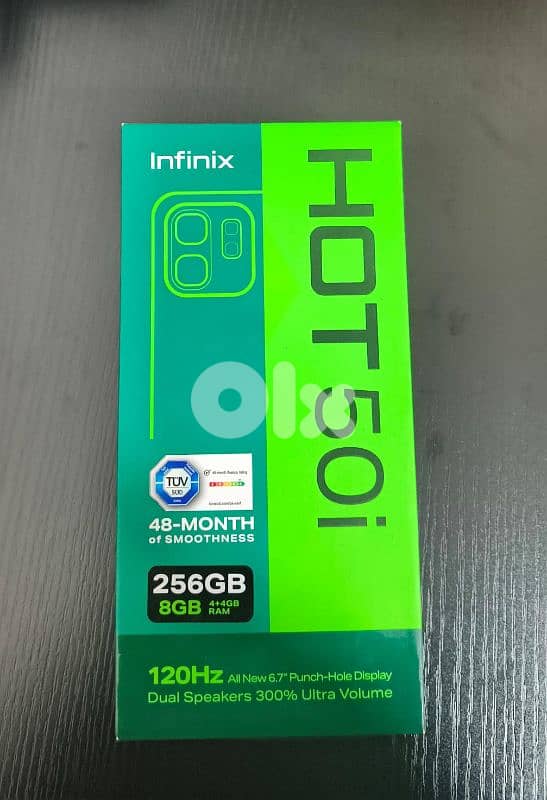 Infinix
HOT 50i
olx
TÜV
SÜD
48-MONTH
of SMOOTHNESS
256GB
8GB 4+4GB RAM
120Hz All New 6.7" Punch-Hole Display
Dual Speakers 300% Ultra Volume